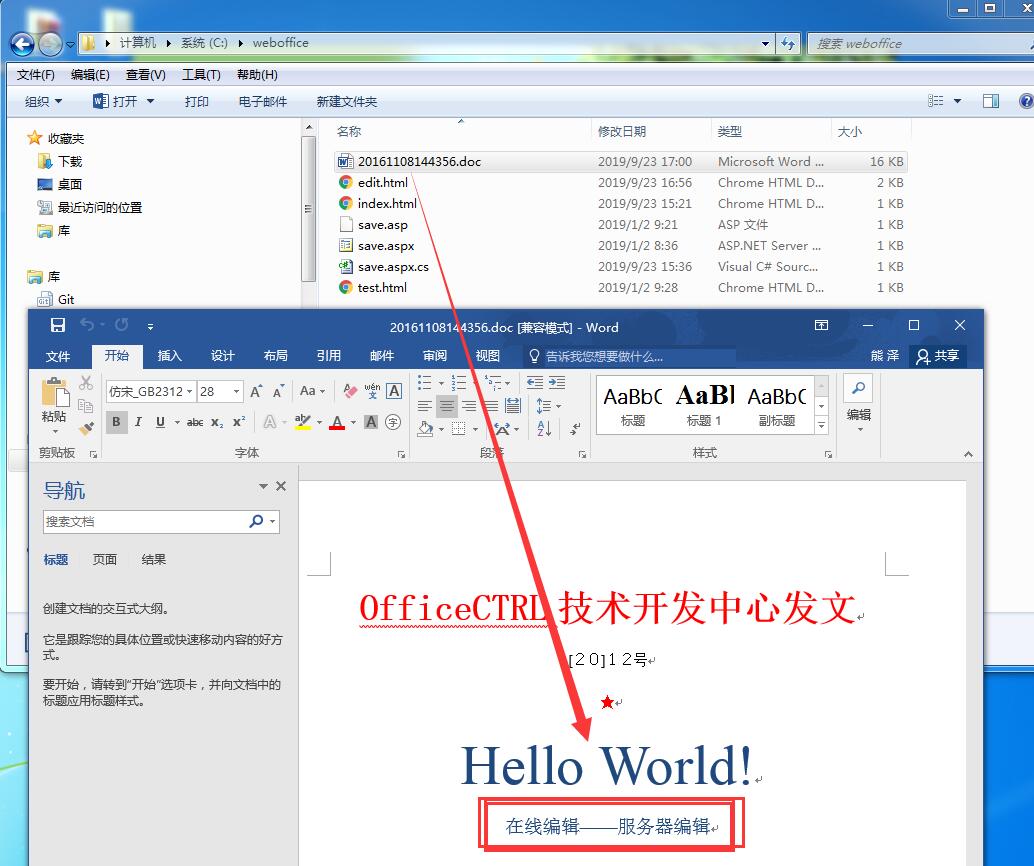 计算机 ▸ 系统 (C:) ▸ weboffice
搜索 weboffice
文件(F) 编辑(E) 查看(V) 工具(T) 帮助(H)
组织 打开 打印 电子邮件 新建文件夹
收藏夹
下载
桌面
最近访问的位置
库
库
Git
名称 修改日期 类型 大小
20161108144356.doc 2019/9/23 17:00 Microsoft Word ... 16 KB
edit.html 2019/9/23 16:56 Chrome HTML D... 2 KB
index.html 2019/9/23 15:21 Chrome HTML D... 1 KB
save.asp 2019/1/2 9:21 ASP 文件 1 KB
save.aspx 2019/1/2 8:36 ASP.NET Server ... 1 KB
save.aspx.cs 2019/9/23 15:36 Visual C# Sourc... 1 KB
test.html 2019/1/2 9:28 Chrome HTML D... 1 KB
20161108144356.doc [兼容模式] - Word
文件 开始 插入 设计 布局 引用 邮件 审阅 视图 告诉我您想要做什么... 熊 泽 共享
粘贴
剪贴板
仿宋_GB2312 28 A A Aa wén 文 A
B I U abc x₂ x² A ab A A 字
字体
段落
AaBbC AaBl AaBbC
标题 标题 1 副标题
样式
编辑
导航
搜索文档
标题 页面 结果
创建文档的交互式大纲。
它是跟踪您的具体位置或快速移动内容的好方
式。
要开始，请转到“开始”选项卡，并向文档中的
标题应用标题样式。
OfficeCTRL 技术开发中心发文
[２０]１２号
★
Hello World!
在线编辑——服务器编辑